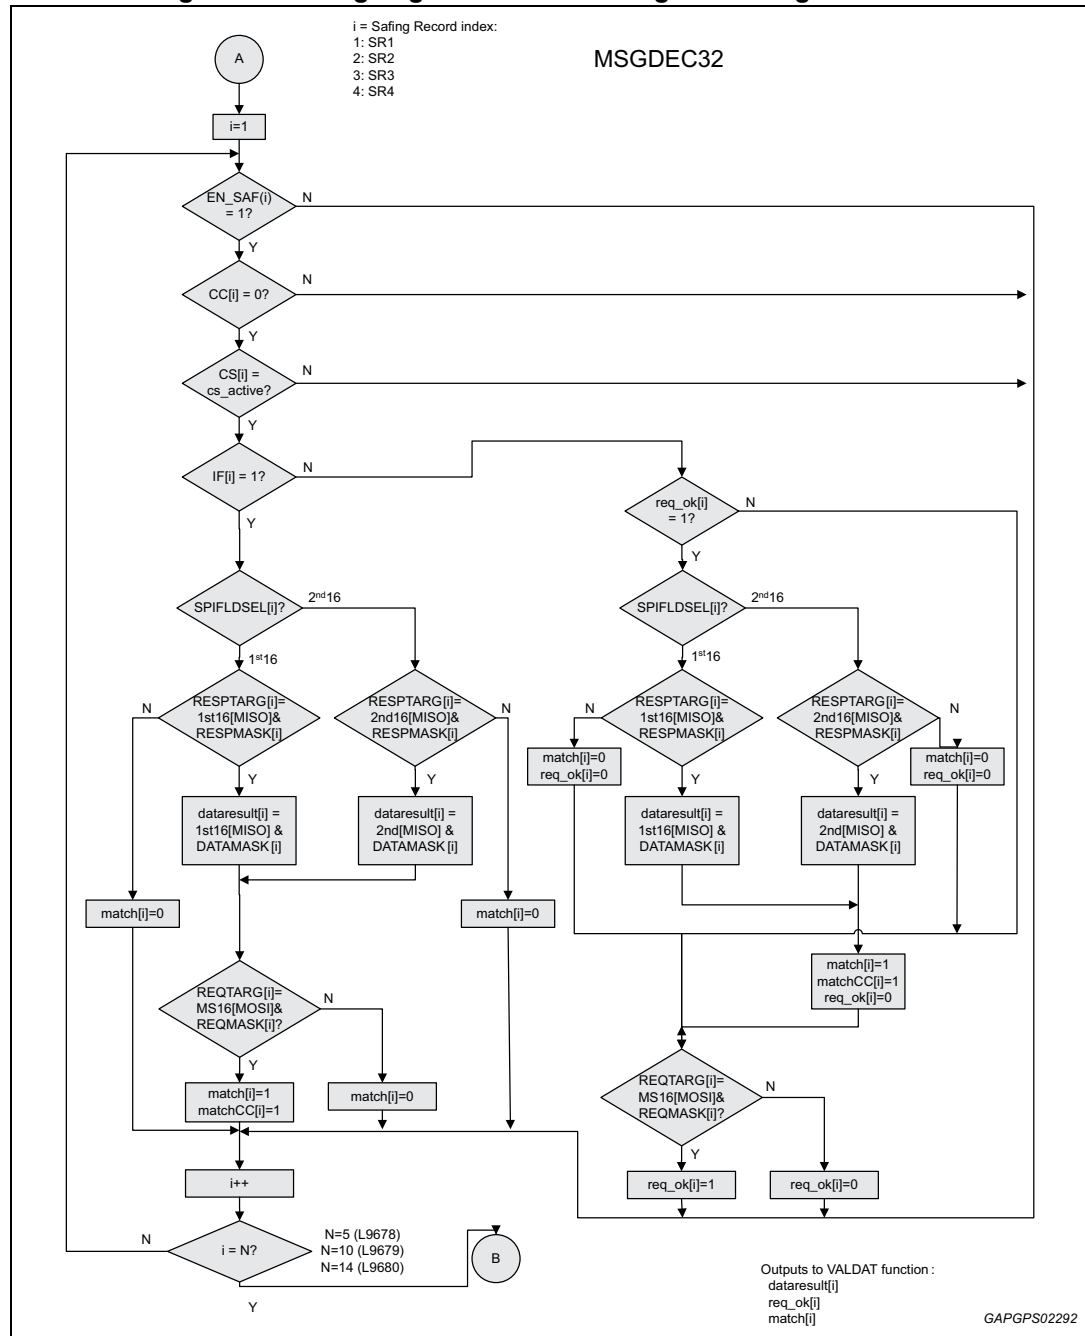 i = Safing Record index:
1: SR1
2: SR2
3: SR3
4: SR4
MSGDEC32
A
i=1
EN_SAF(i)
= 1?
N
Y
CC[i] = 0?
N
Y
CS[i] =
cs_active?
N
Y
IF[i] = 1?
N
Y
req_ok[i]
= 1?
N
Y
SPIFLDSEL[i]?
2nd16
1st16
SPIFLDSEL[i]?
2nd16
1st16
RESPTARG[i]=
1st16[MISO]&
RESPMASK[i]
N
Y
RESPTARG[i]=
2nd16[MISO]&
RESPMASK[i]
N
Y
RESPTARG[i]=
1st16[MISO]&
RESPMASK[i]
N
Y
RESPTARG[i]=
2nd16[MISO]&
RESPMASK[i]
N
Y
match[i]=0
req_ok[i]=0
match[i]=0
req_ok[i]=0
dataresult[i] =
1st16[MISO] &
DATAMASK[i]
dataresult[i] =
2nd[MISO] &
DATAMASK[i]
dataresult[i] =
1st16[MISO] &
DATAMASK[i]
dataresult[i] =
2nd[MISO] &
DATAMASK[i]
match[i]=0
match[i]=0
match[i]=1
matchCC[i]=1
req_ok[i]=0
REQTARG[i]=
MS16[MOSI]&
REQMASK[i]?
N
Y
match[i]=1
matchCC[i]=1
match[i]=0
REQTARG[i]=
MS16[MOSI]&
REQMASK[i]?
N
Y
req_ok[i]=1
req_ok[i]=0
i++
i = N?
N
Y
N=5 (L9678)
N=10 (L9679)
N=14 (L9680)
B
Outputs to VALDAT function :
dataresult[i]
req_ok[i]
match[i]
GAPGPS02292